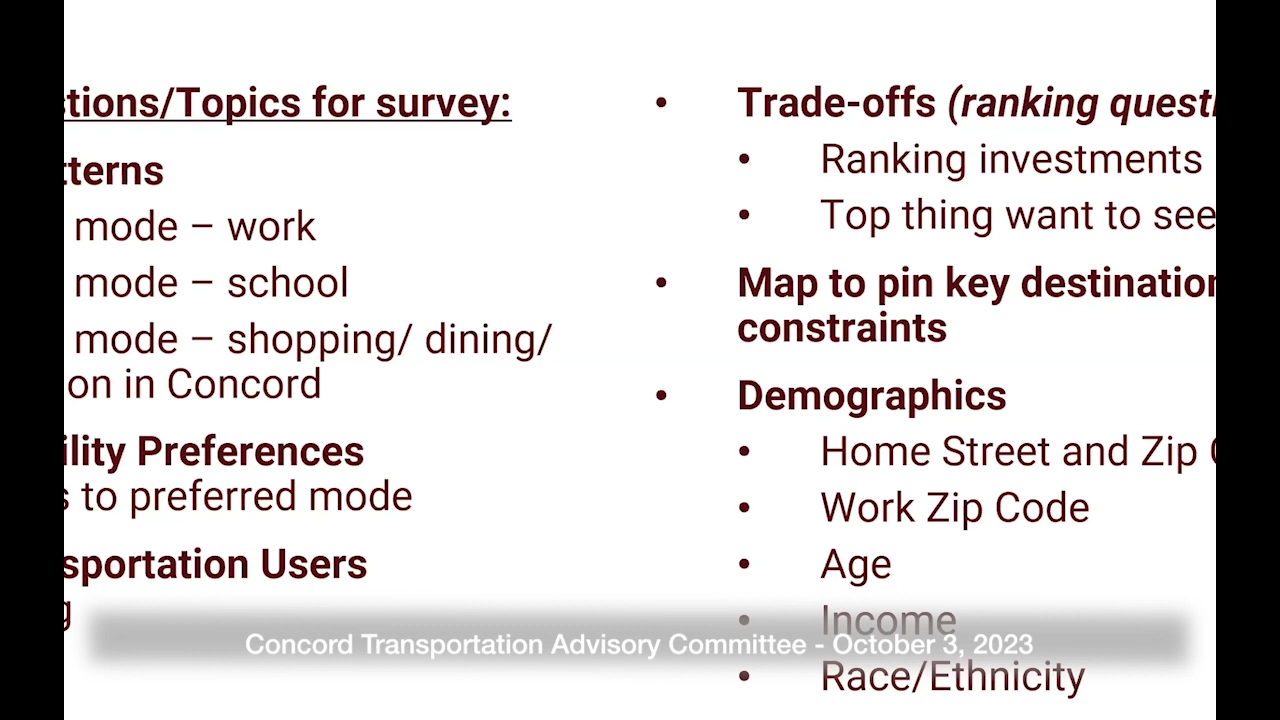 stions/Topics for survey:
tterns
mode – work
mode – school
mode – shopping/ dining/
on in Concord
ility Preferences
s to preferred mode
sportation Users
g
• Trade-offs (ranking quest
• Ranking investments
• Top thing want to see
• Map to pin key destination
constraints
• Demographics
• Home Street and Zip
• Work Zip Code
• Age
• Income
• Race/Ethnicity
Concord Transportation Advisory Committee - October 3, 2023